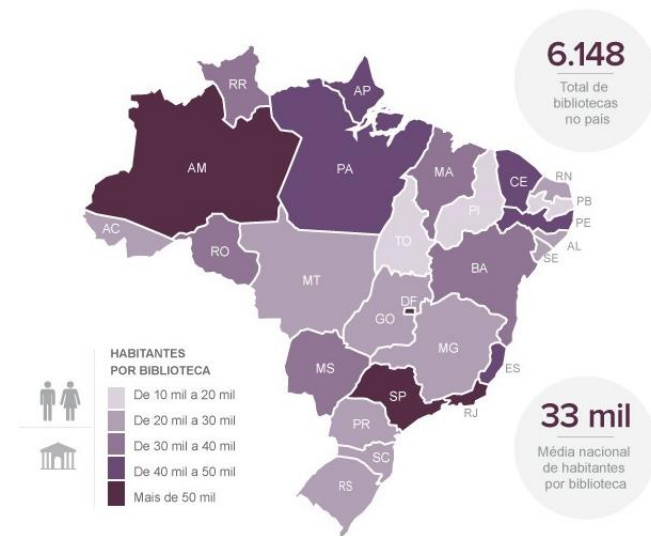 6.148
Total de
bibliotecas
no país
RR
AP
AM
PA
MA
CE
RN
PI
PB
PE
AC
TO
AL
RO
SE
BA
MT
DF
GO
MG
HABITANTES
POR BIBLIOTECA
MS
ES
De 10 mil a 20 mil
SP
RJ
De 20 mil a 30 mil
PR
De 30 mil a 40 mil
SC
De 40 mil a 50 mil
RS
Mais de 50 mil
33 mil
Média nacional
de habitantes
por biblioteca